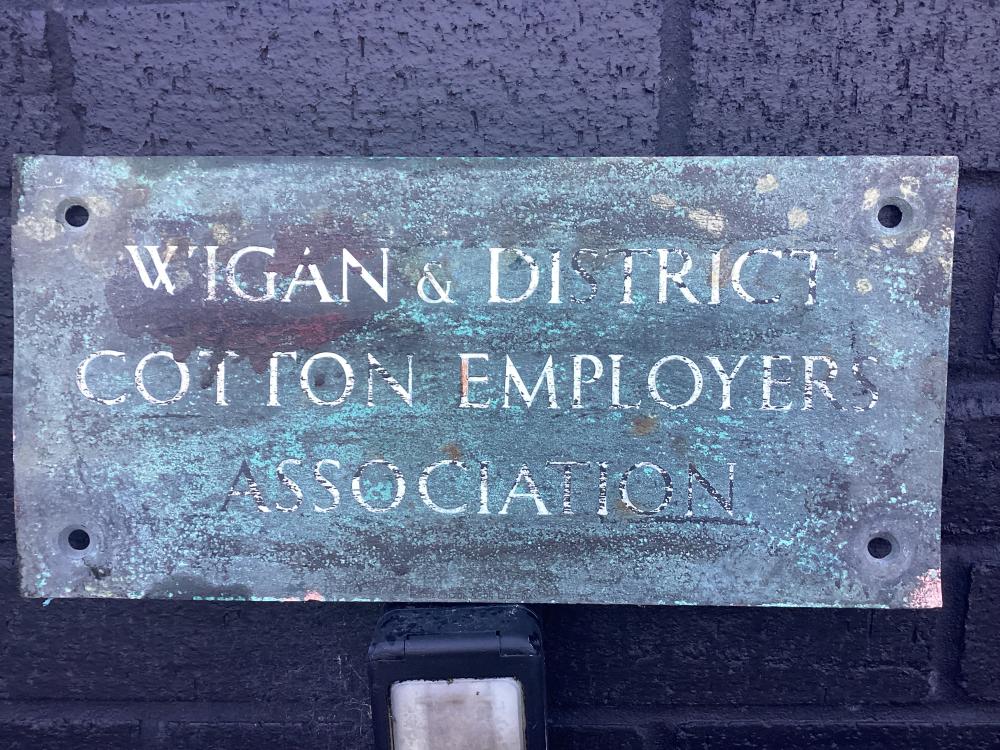 WIGAN & DISTRICT
COTTON EMPLOYERS
ASSOCIATION